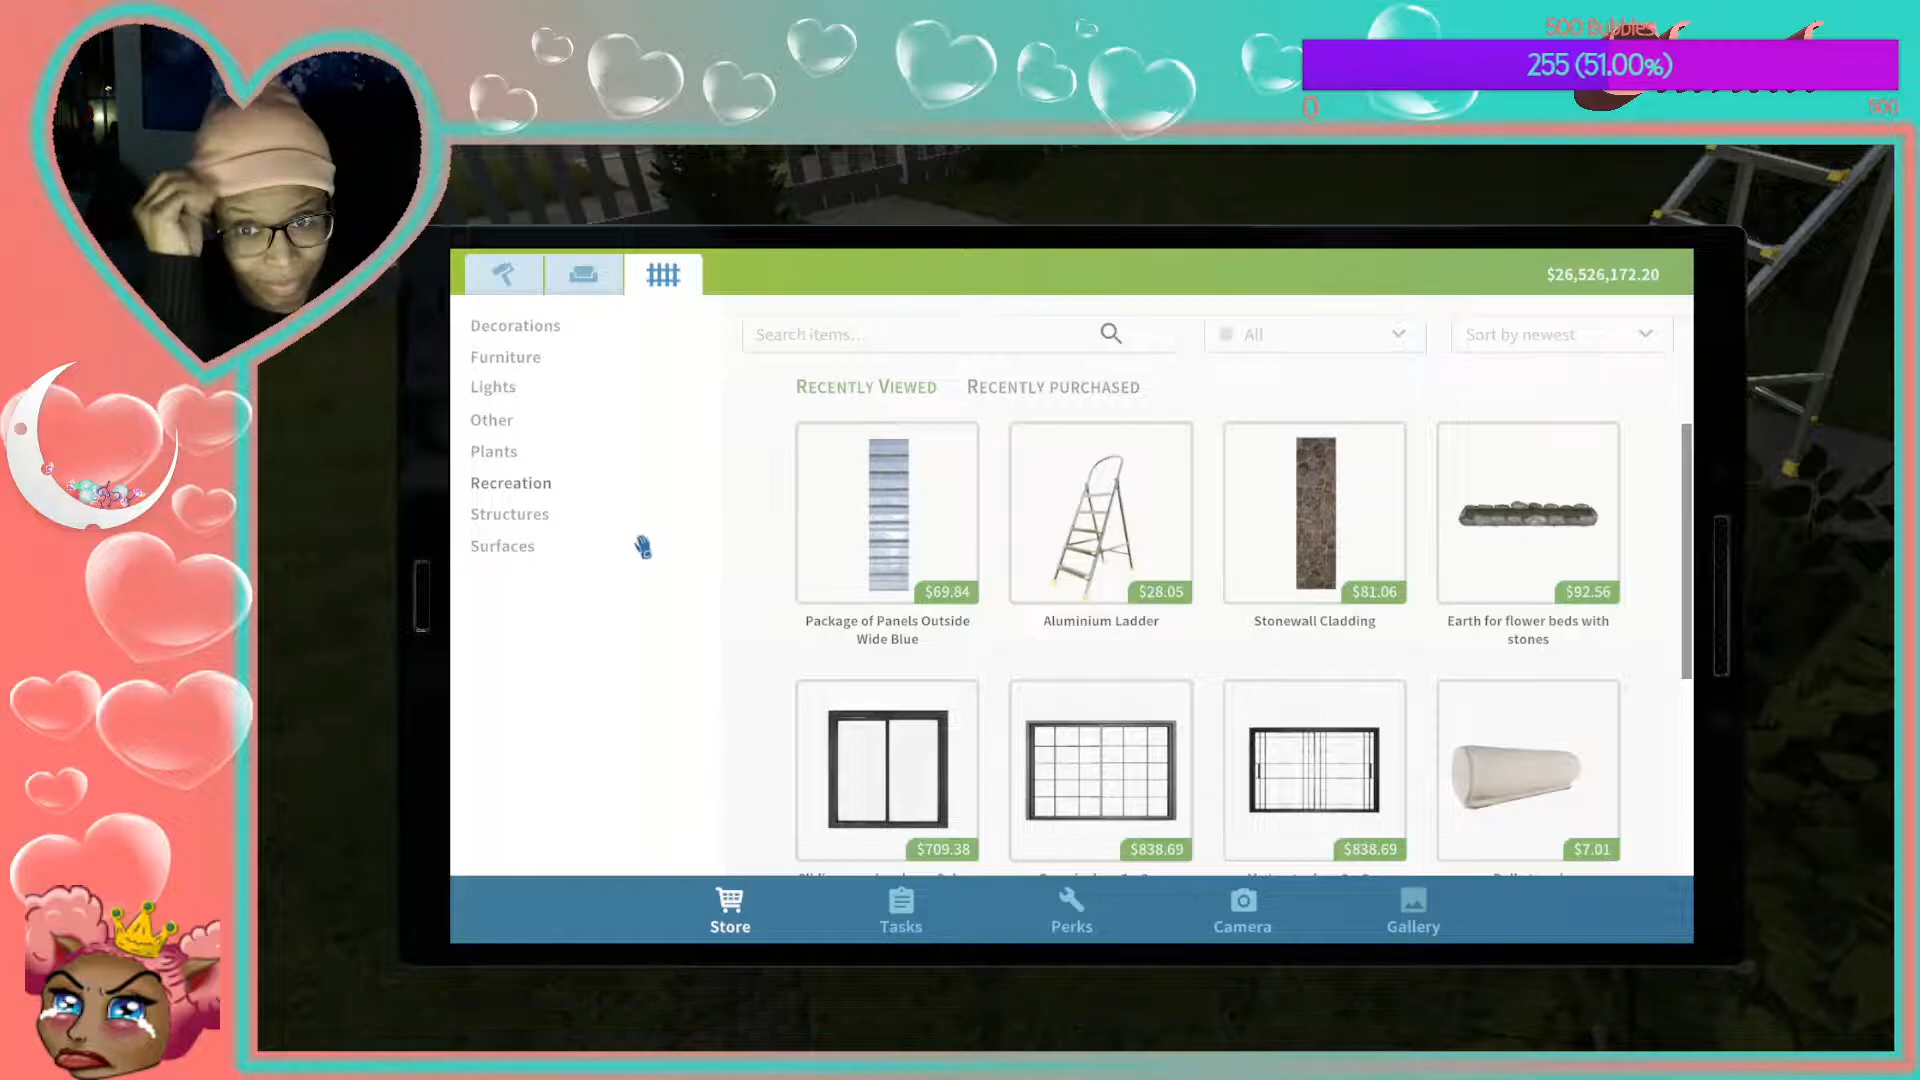 500 Bubbles
255 (51.00%)
0
500
$26,526,172.20
Decorations
Furniture
Lights
Other
Plants
Recreation
Structures
Surfaces
Search items...
All
Sort by newest
RECENTLY VIEWED
RECENTLY PURCHASED
$69.84
$28.05
$81.06
$92.56
Package of Panels Outside
Wide Blue
Aluminium Ladder
Stonewall Cladding
Earth for flower beds with
stones
$709.38
$838.69
$838.69
$7.01
Store
Tasks
Perks
Camera
Gallery